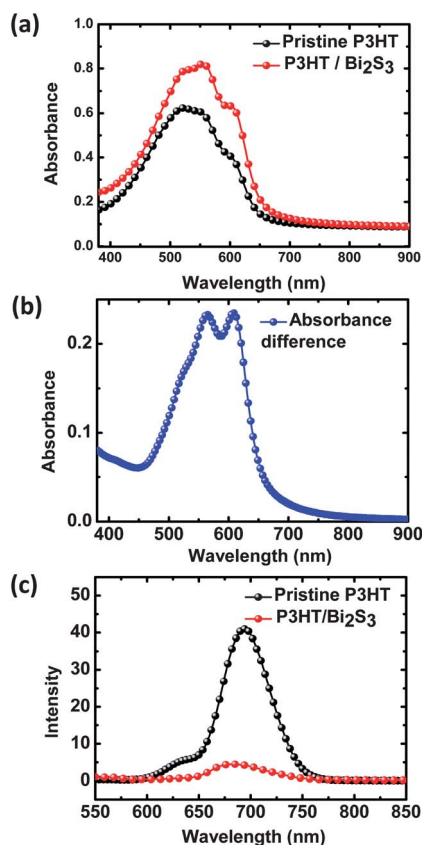 (a)
Pristine P3HT
P3HT / Bi₂S₃
1.0
0.8
0.6
0.4
0.2
0.0
Absorbance
400 500 600 700 800 900
Wavelength (nm)
(b)
Absorbance
difference
0.2
0.1
0.0
Absorbance
400 500 600 700 800 900
Wavelength (nm)
(c)
Pristine P3HT
P3HT/Bi₂S₃
50
40
30
20
10
0
Intensity
550 600 650 700 750 800 850
Wavelength (nm)